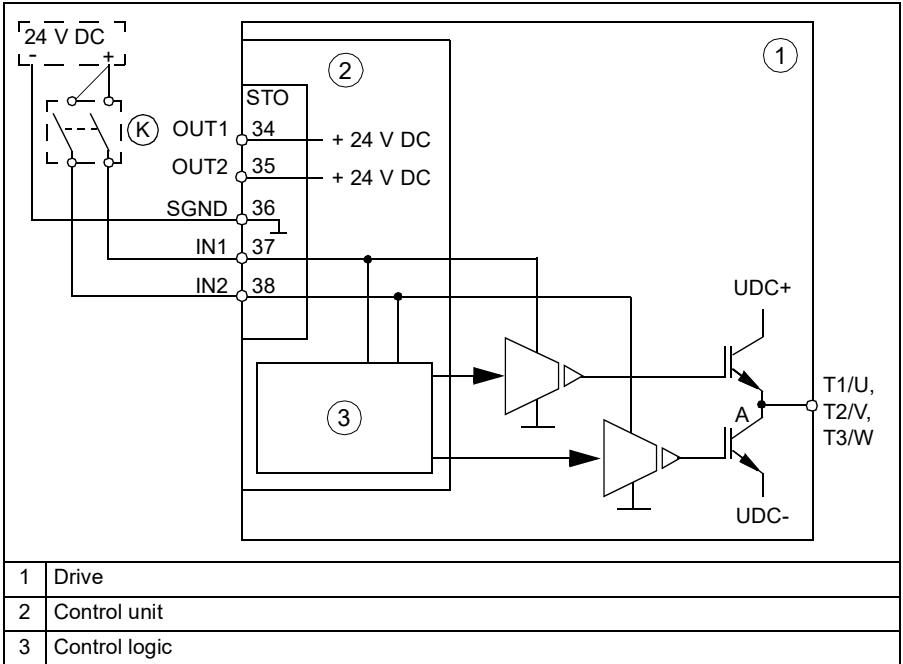 24 V DC
- +
K
1
2
STO
OUT1 34 + 24 V DC
OUT2 35 + 24 V DC
SGND 36
IN1 37
IN2 38
UDC+
3
A
T1/U,
T2/V,
T3/W
UDC-
1 Drive
2 Control unit
3 Control logic